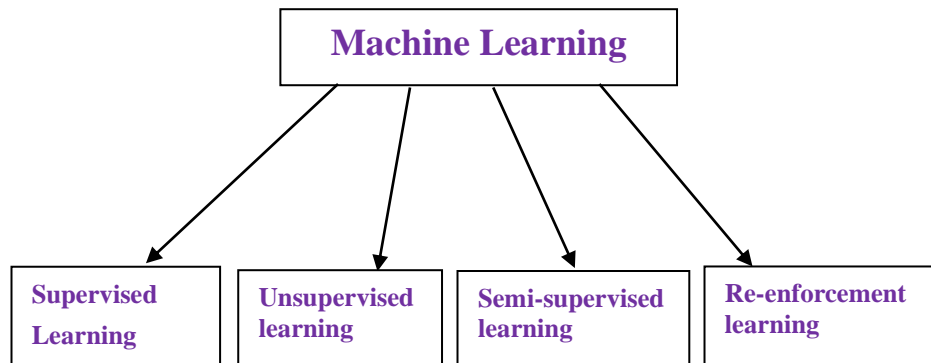 Machine Learning
Supervised
Learning
Unsupervised
learning
Semi-supervised
learning
Re-enforcement
learning